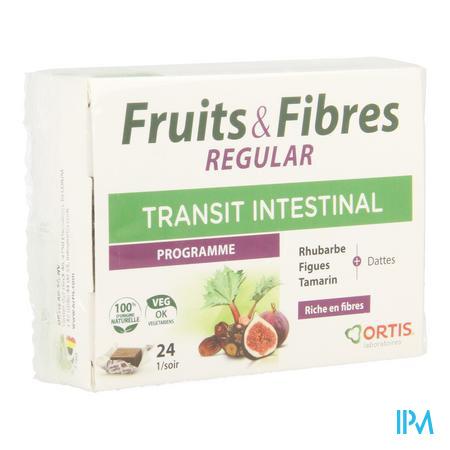 Fruits & Fibres
REGULAR
TRANSIT INTESTINAL
PROGRAMME
Rhubarbe
Figues
Tamarin
+ Dattes
Riche en fibres
100%
D'ORIGINE
NATURELLE
VEG
OK
VEGETARIENS
24
1/soir
ORTIS
laboratoires
IPM